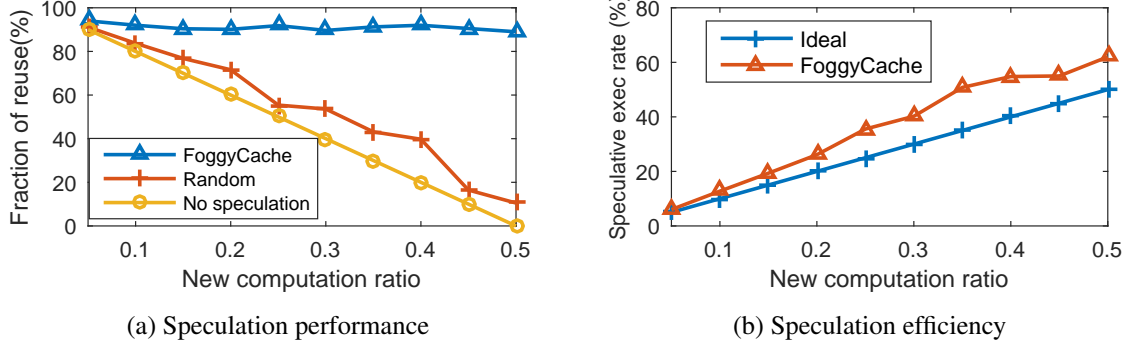 Fraction of reuse(%)
100
80
60
40
20
0
FoggyCache
Random
No speculation
0.1 0.2 0.3 0.4 0.5
New computation ratio
(a) Speculation performance
Speculative exec rate (%)
80
60
40
20
0
Ideal
FoggyCache
0.1 0.2 0.3 0.4 0.5
New computation ratio
(b) Speculation efficiency